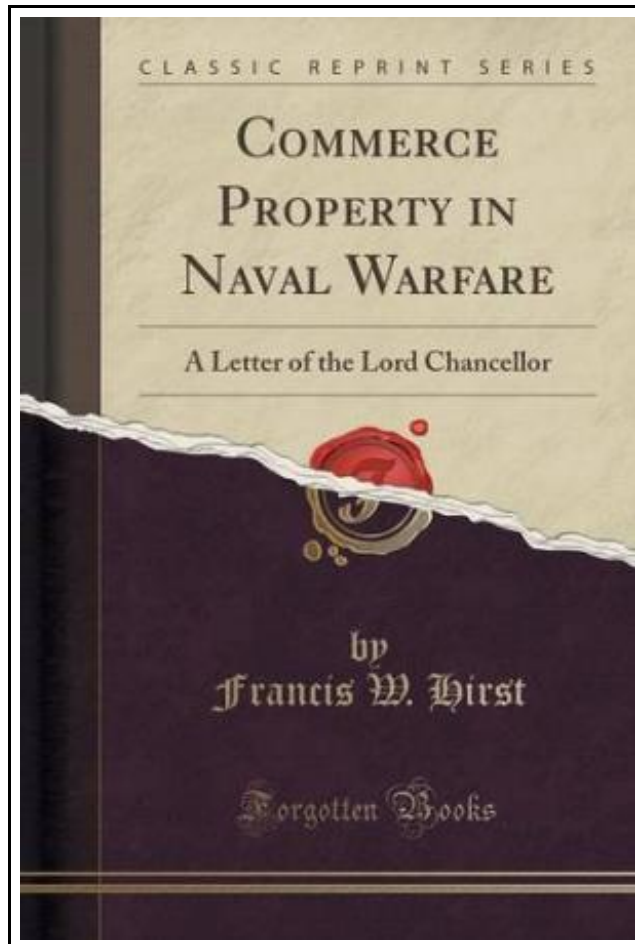 CLASSIC REPRINT SERIES
COMMERCE
PROPERTY IN
NAVAL WARFARE
A Letter of the Lord Chancellor
by
Francis W. Hirst
Forgotten Books